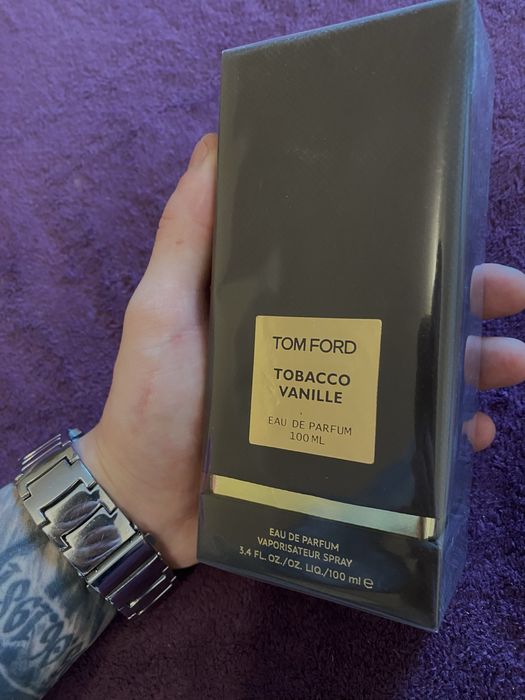 TOM FORD
TOBACCO
VANILLE
EAU DE PARFUM
100 ML
EAU DE PARFUM
VAPORISATEUR SPRAY
3.4 FL.OZ./OZ. LIQ./100 ml ℮